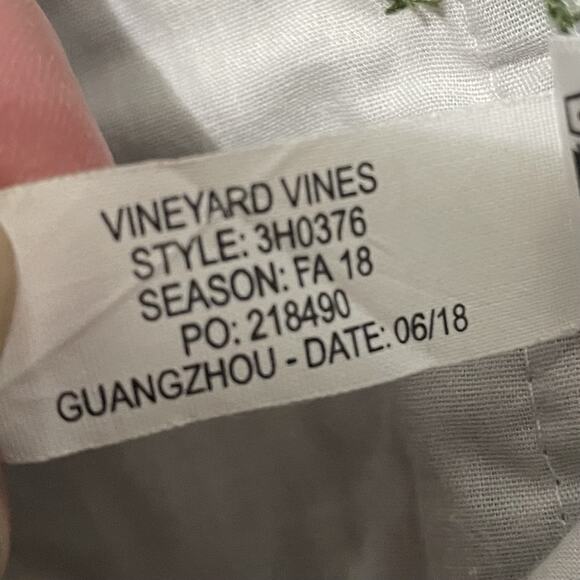 VINEYARD VINES
STYLE: 3H0376
SEASON: FA 18
PO: 218490
GUANGZHOU - DATE: 06/18